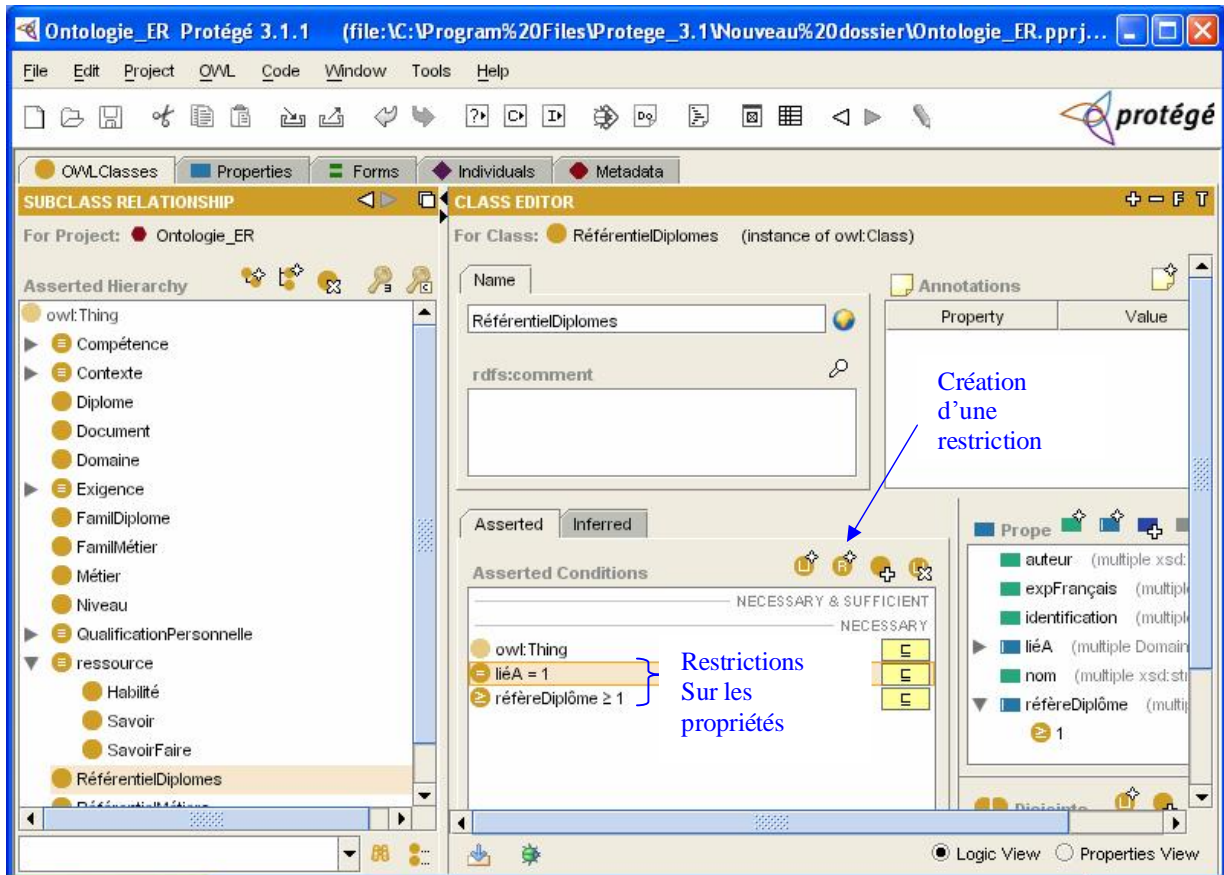 Ontologie_ER Protégé 3.1.1 (file:\C:\Program%20Files\Protege_3.1\Nouveau%20dossier\Ontologie_ER.pprj...
File Edit Project OWL Code Window Tools Help
protégé
OWLClasses Properties Forms Individuals Metadata
SUBCLASS RELATIONSHIP
For Project: Ontologie_ER
Asserted Hierarchy
owl:Thing
Compétence
Contexte
Diplome
Document
Domaine
Exigence
FamilDiplome
FamilMétier
Métier
Niveau
QualificationPersonnelle
ressource
Habilité
Savoir
SavoirFaire
RéférentielDiplomes
RéférentielMétiers
CLASS EDITOR
For Class: RéférentielDiplomes (instance of owl:Class)
Name
RéférentielDiplomes
rdfs:comment
Annotations
Property Value
Création
d'une
restriction
Asserted Inferred
Asserted Conditions
NECESSARY & SUFFICIENT
NECESSARY
owl:Thing
liéA = 1
réfèreDiplôme ≥ 1
Restrictions
Sur les
propriétés
Prope
auteur (multiple xsd:
expFrançais (multiple
identification (multiple
liéA (multiple Domain
nom (multiple xsd:stri
réfèreDiplôme (multip
1
Disjoints
Logic View Properties View